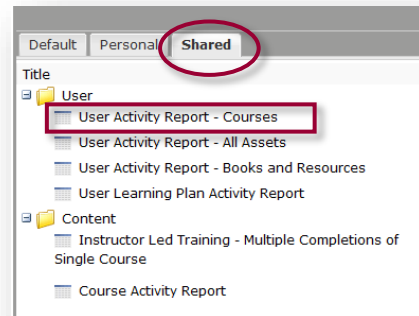 Default Personal Shared
Title
User
User Activity Report - Courses
User Activity Report - All Assets
User Activity Report - Books and Resources
User Learning Plan Activity Report
Content
Instructor Led Training - Multiple Completions of
Single Course
Course Activity Report